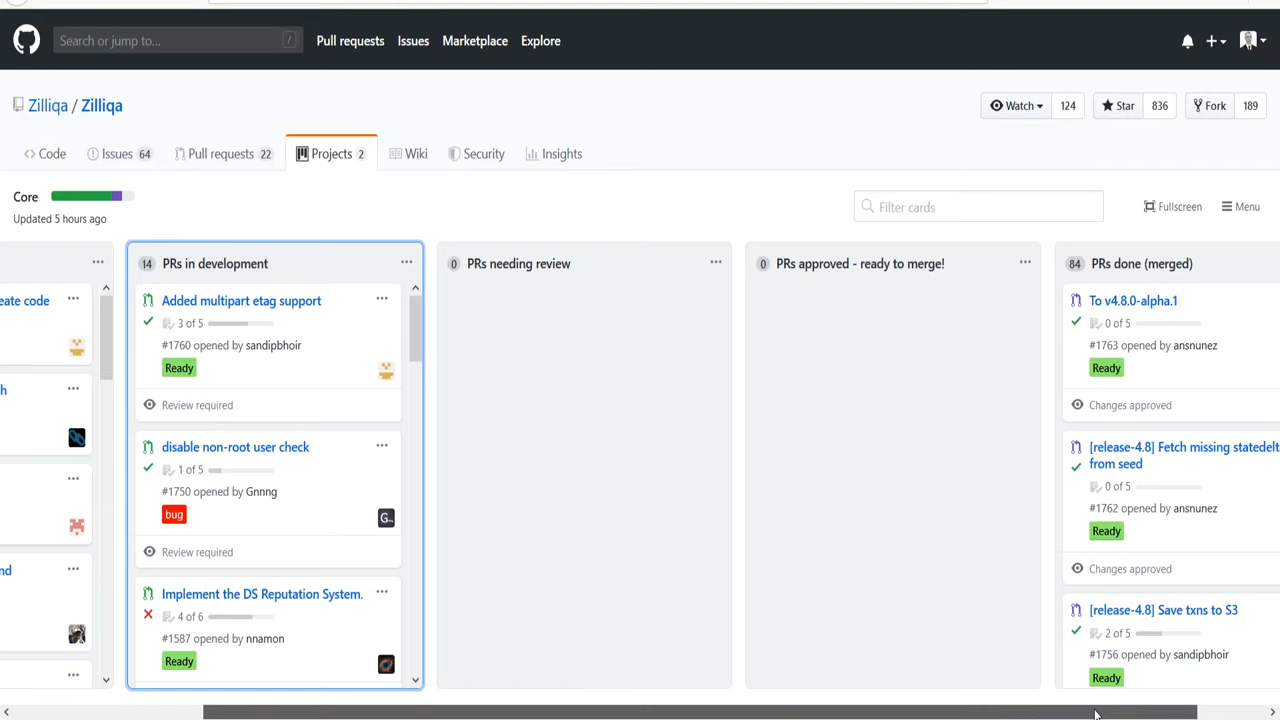 Search or jump to...
/
Pull requests
Issues
Marketplace
Explore
Zilliqa / Zilliqa
Watch
124
Star
836
Fork
189
Code
Issues 64
Pull requests 22
Projects 2
Wiki
Security
Insights
Core
Updated 5 hours ago
Filter cards
Fullscreen
Menu
eate code
h
nd
14 PRs in development
Added multipart etag support
3 of 5
#1760 opened by sandipbhoir
Ready
Review required
disable non-root user check
1 of 5
#1750 opened by Gnnng
bug
G
Review required
Implement the DS Reputation System.
4 of 6
#1587 opened by nnamon
Ready
0 PRs needing review
0 PRs approved - ready to merge!
84 PRs done (merged)
To v4.8.0-alpha.1
0 of 5
#1763 opened by ansnunez
Ready
Changes approved
[release-4.8] Fetch missing statedelt
from seed
0 of 5
#1762 opened by ansnunez
Ready
Changes approved
[release-4.8] Save txns to S3
2 of 5
#1756 opened by sandipbhoir
Ready